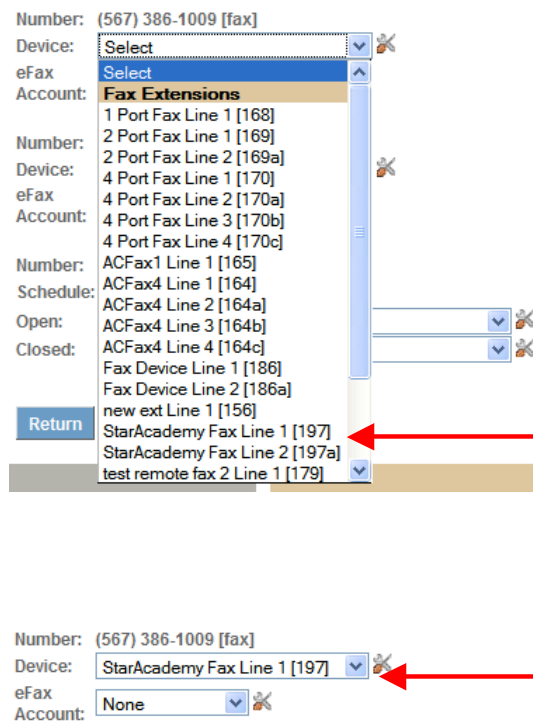 Number: (567) 386-1009 [fax]
Device: Select
eFax Account:
Select
Fax Extensions
1 Port Fax Line 1 [168]
2 Port Fax Line 1 [169]
2 Port Fax Line 2 [169a]
4 Port Fax Line 1 [170]
4 Port Fax Line 2 [170a]
4 Port Fax Line 3 [170b]
4 Port Fax Line 4 [170c]
ACFax1 Line 1 [165]
ACFax4 Line 1 [164]
ACFax4 Line 2 [164a]
ACFax4 Line 3 [164b]
ACFax4 Line 4 [164c]
Fax Device Line 1 [186]
Fax Device Line 2 [186a]
new ext Line 1 [156]
StarAcademy Fax Line 1 [197]
StarAcademy Fax Line 2 [197a]
test remote fax 2 Line 1 [179]
Number:
Device:
eFax
Account:
Number:
Schedule:
Open:
Closed:
Return
Number: (567) 386-1009 [fax]
Device: StarAcademy Fax Line 1 [197]
eFax
Account: None